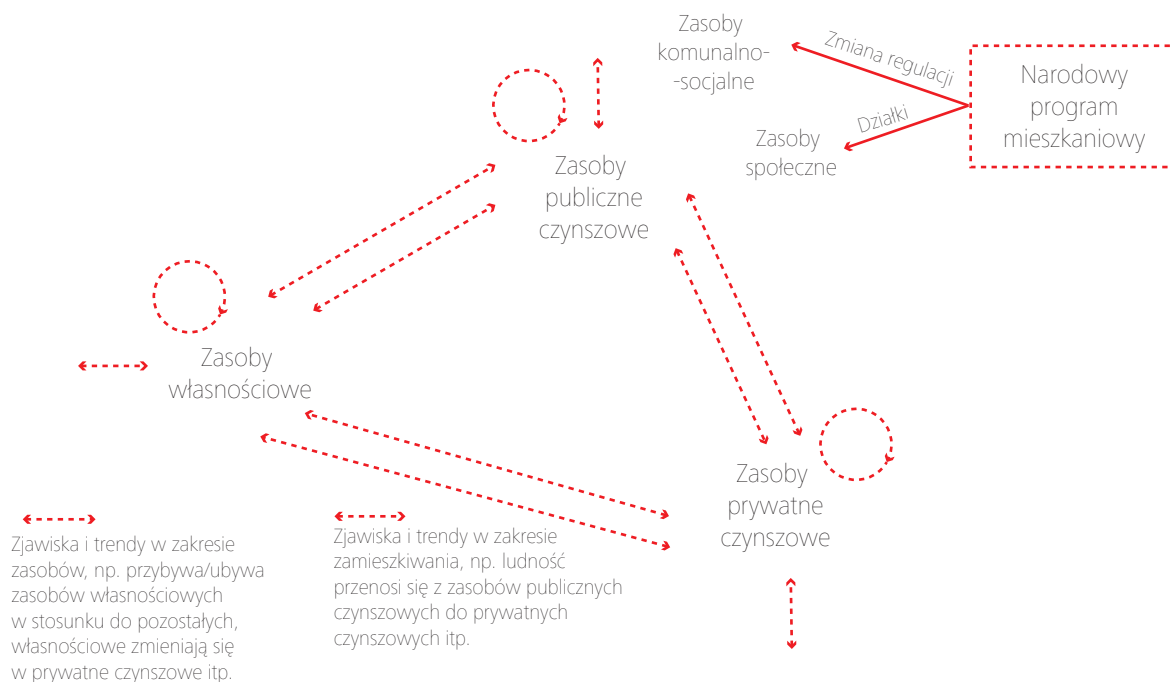 Zasoby
komunalno-
-socjalne
Zmiana regulacji
Działki
Narodowy
program
mieszkaniowy
Zasoby
społeczne
Zasoby
publiczne
czynszowe
Zasoby
własnościowe
Zasoby
prywatne
czynszowe
Zjawiska i trendy w zakresie
zasobów, np. przybywa/ubywa
zasobów własnościowych
w stosunku do pozostałych,
własnościowe zmieniają się
w prywatne czynszowe itp.
Zjawiska i trendy w zakresie
zamieszkiwania, np. ludność
przenosi się z zasobów publicznych
czynszowych do prywatnych
czynszowych itp.